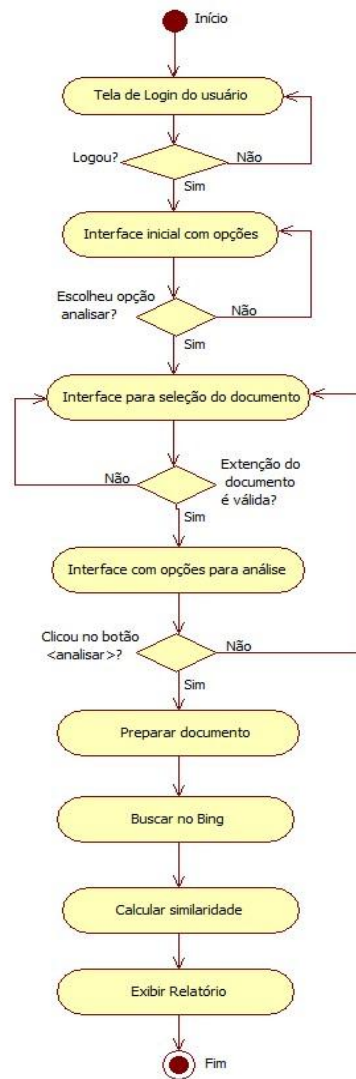 Início
Tela de Login do usuário
Logou?
Não
Sim
Interface inicial com opções
Escolheu opção
analisar?
Não
Sim
Interface para seleção do documento
Não
Extenção do
documento
é válida?
Sim
Interface com opções para análise
Clicou no botão
<analisar>?
Não
Sim
Preparar documento
Buscar no Bing
Calcular similaridade
Exibir Relatório
Fim